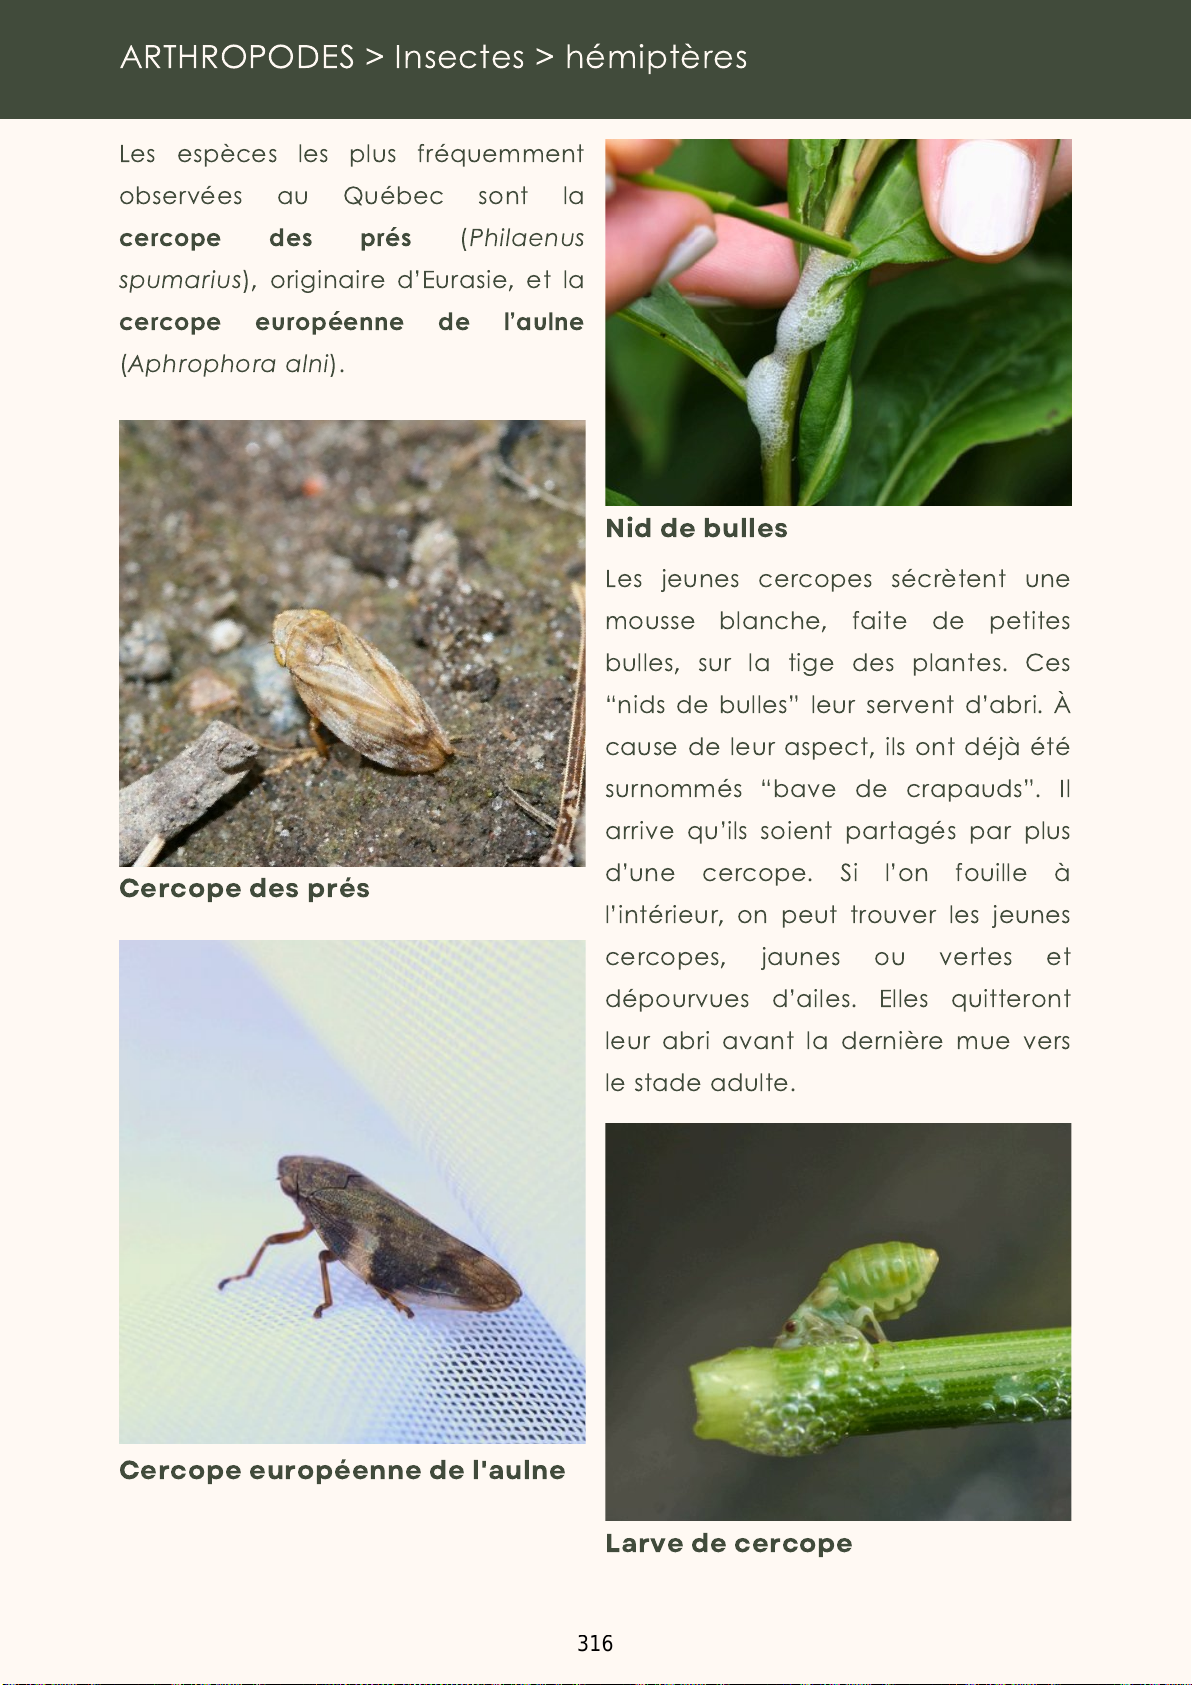 ARTHROPODES > Insectes > hémiptères
Les espèces les plus fréquemment
observées au Québec sont la
cercope des prés (Philaenus
spumarius), originaire d’Eurasie, et la
cercope européenne de l’aulne
(Aphrophora alni).
Cercope des prés
Cercope européenne de l'aulne
Nid de bulles
Les jeunes cercopes sécrètent une
mousse blanche, faite de petites
bulles, sur la tige des plantes. Ces
“nids de bulles” leur servent d’abri. À
cause de leur aspect, ils ont déjà été
surnommés “bave de crapauds”. Il
arrive qu’ils soient partagés par plus
d’une cercope. Si l’on fouille à
l’intérieur, on peut trouver les jeunes
cercopes, jaunes ou vertes et
dépourvues d’ailes. Elles quitteront
leur abri avant la dernière mue vers
le stade adulte.
Larve de cercope
316